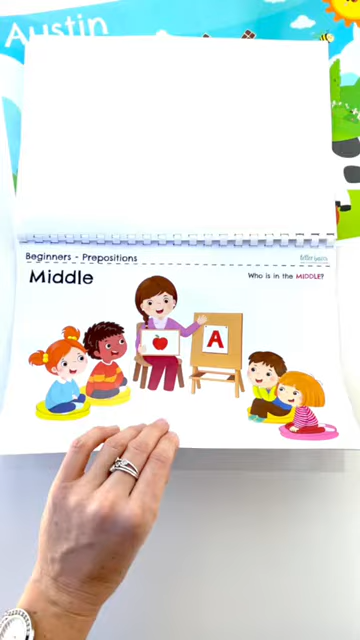 Austin
Beginners - Prepositions
Middle
Who is in the MIDDLE?
A